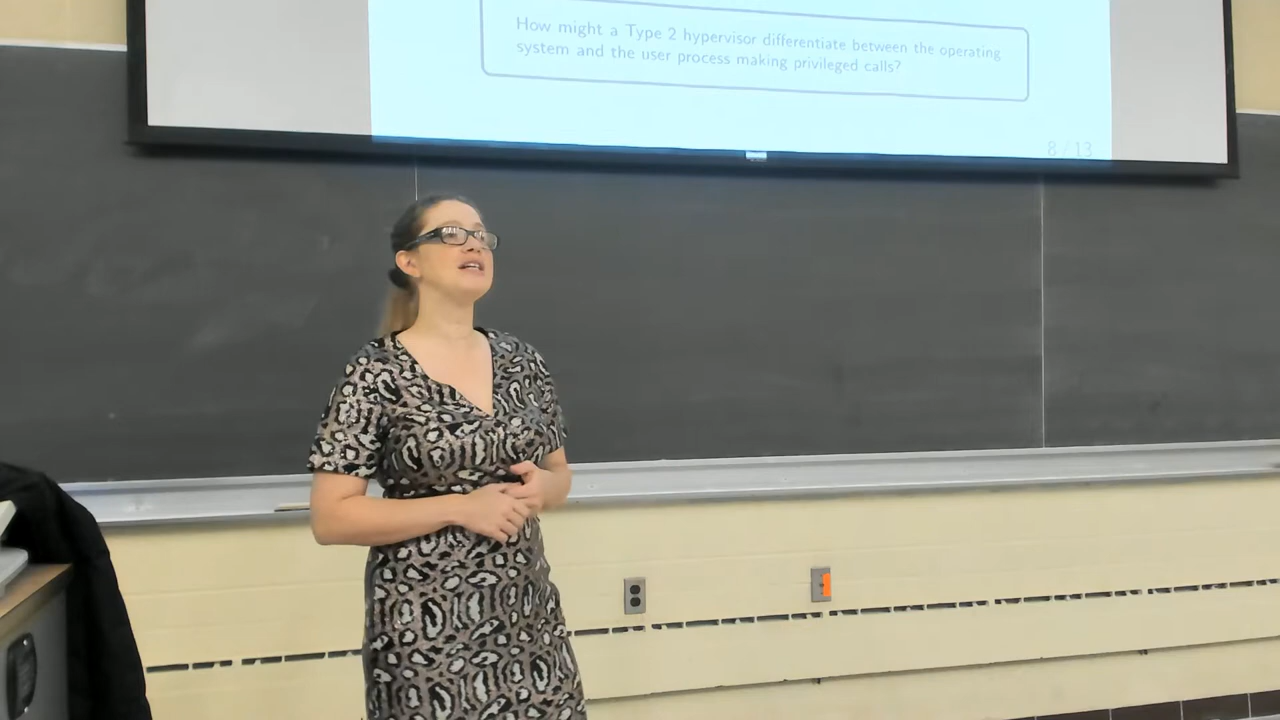 How might a Type 2 hypervisor differentiate between the operating
system and the user process making privileged calls?
8 / 13